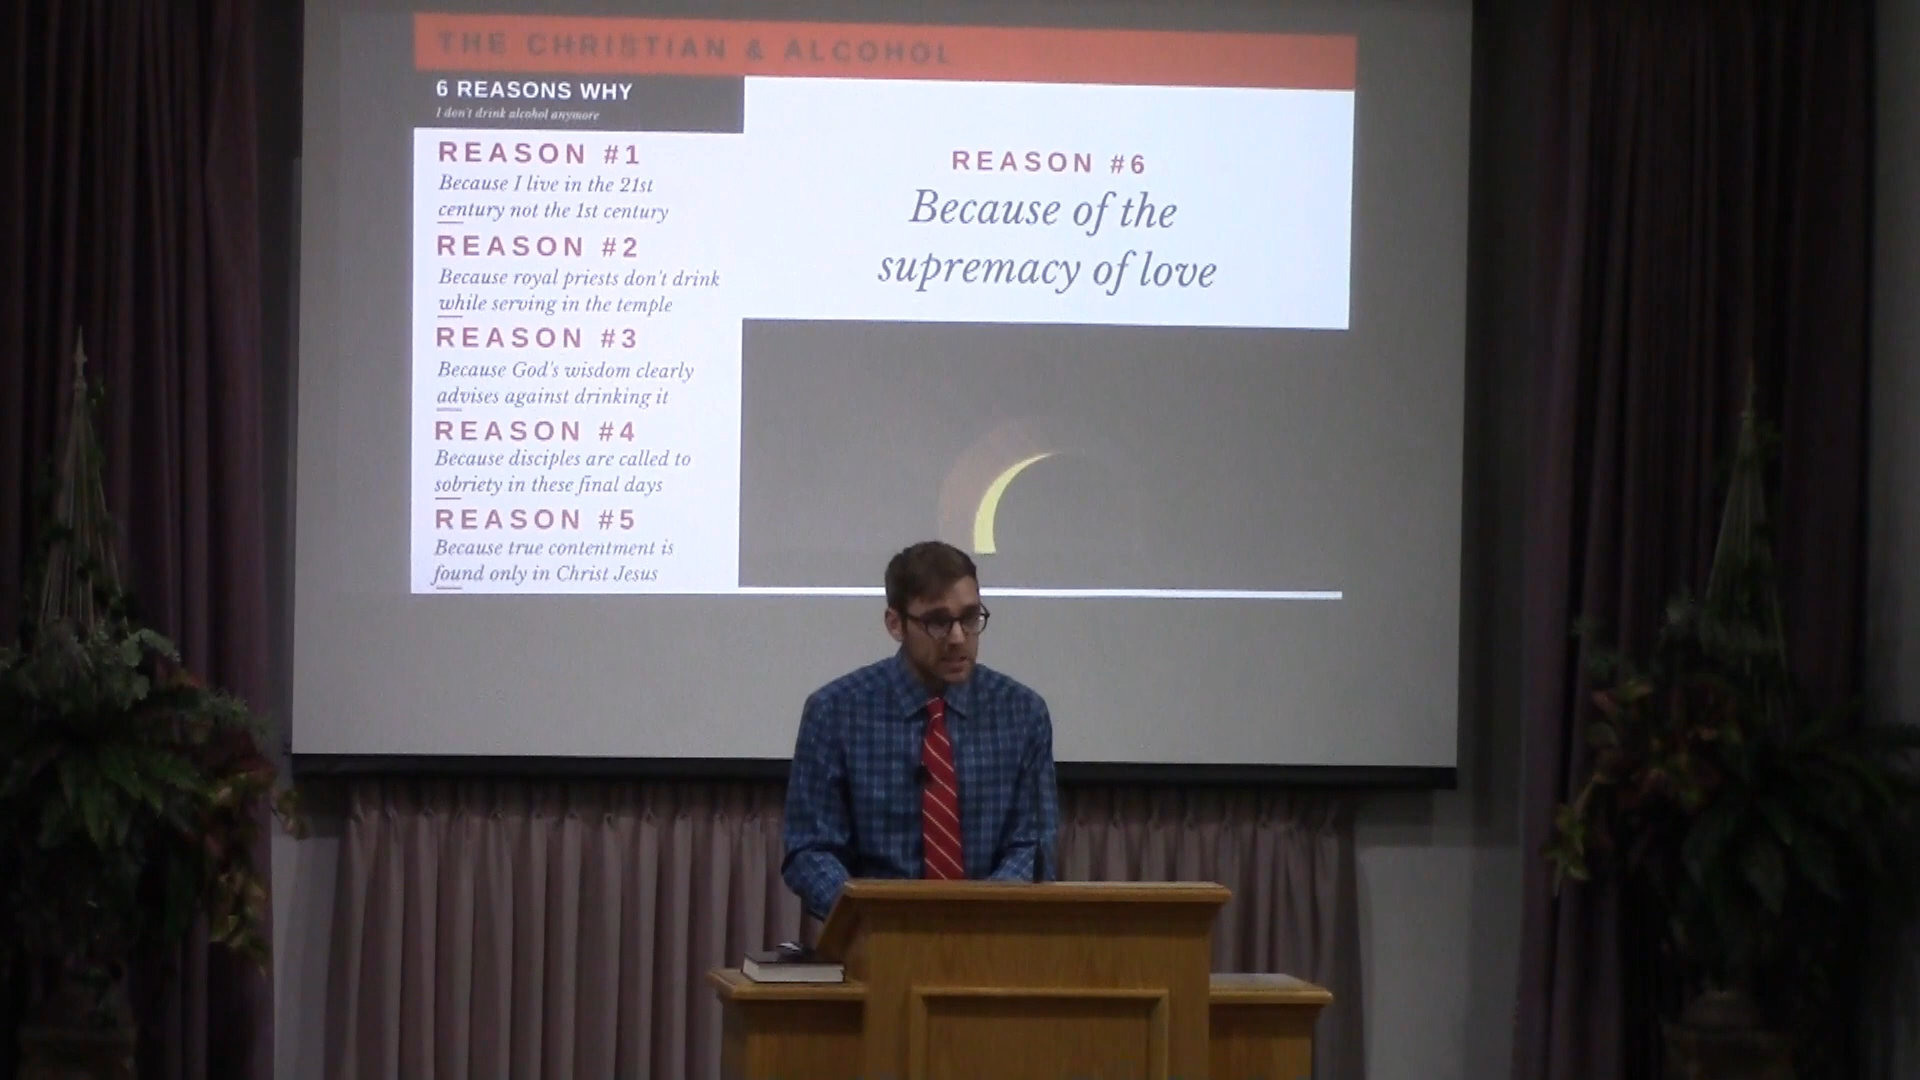 THE CHRISTIAN & ALCOHOL
6 REASONS WHY
I don't drink alcohol anymore
REASON #1
Because I live in the 21st
century not the 1st century
REASON #2
Because royal priests don't drink
while serving in the temple
REASON #3
Because God's wisdom clearly
advises against drinking it
REASON #4
Because disciples are called to
sobriety in these final days
REASON #5
Because true contentment is
found only in Christ Jesus
REASON #6
Because of the
supremacy of love